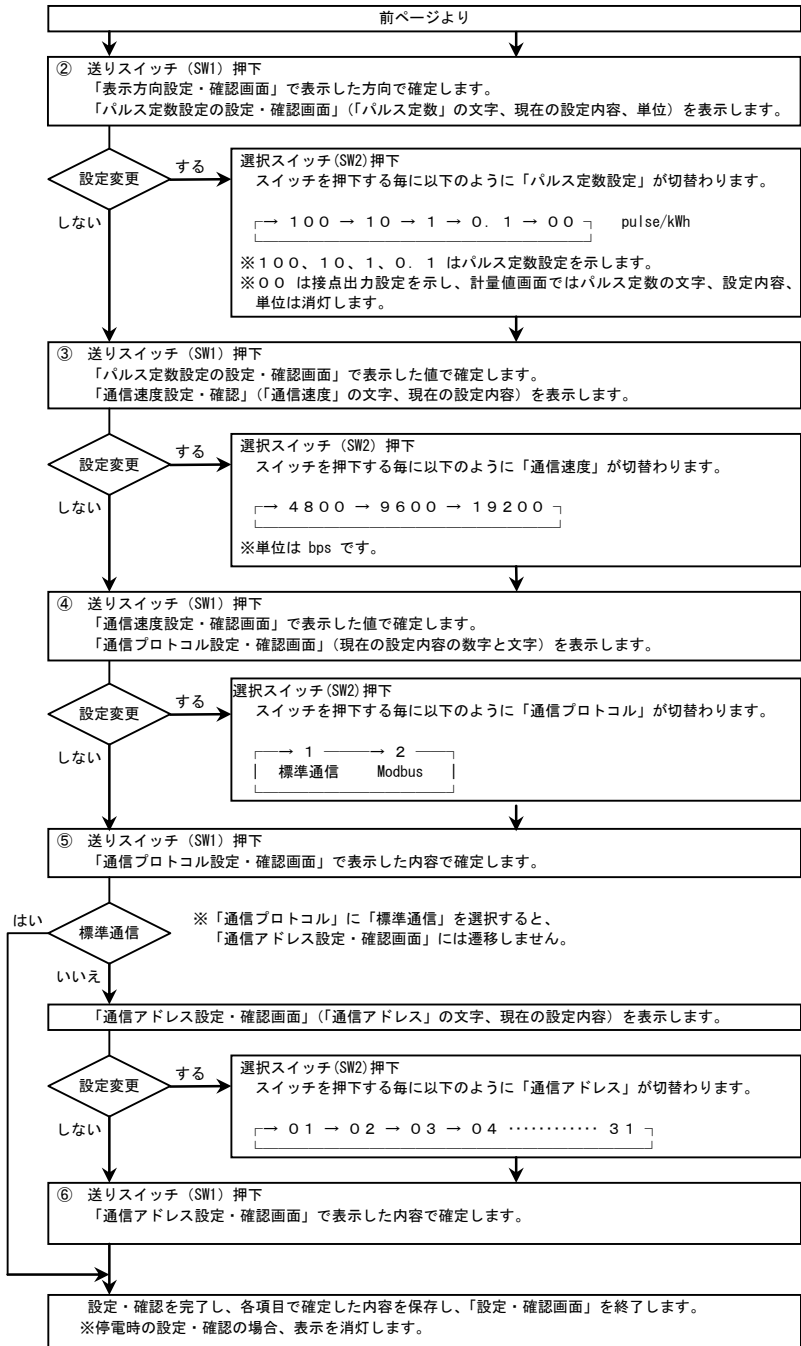 前ページより
② 送りスイッチ（SW1）押下
「表示方向設定・確認画面」で表示した方向で確定します。
「パルス定数設定の設定・確認画面」（「パルス定数」の文字、現在の設定内容、単位）を表示します。
設定変更
する
しない
選択スイッチ(SW2)押下
スイッチを押下する毎に以下のように「パルス定数設定」が切替わります。
→ １００ → １０ → １ → ０．１ → ００ pulse/kWh
※１００、１０、１、０．１ はパルス定数設定を示します。
※００ は接点出力設定を示し、計量値画面ではパルス定数の文字、設定内容、
単位は消灯します。
③ 送りスイッチ（SW1）押下
「パルス定数設定の設定・確認画面」で表示した値で確定します。
「通信速度設定・確認」（「通信速度」の文字、現在の設定内容）を表示します。
設定変更
する
しない
選択スイッチ（SW2）押下
スイッチを押下する毎に以下のように「通信速度」が切替わります。
→ ４８００ → ９６００ → １９２００
※単位は bps です。
④ 送りスイッチ（SW1）押下
「通信速度設定・確認画面」で表示した値で確定します。
「通信プロトコル設定・確認画面」（現在の設定内容の数字と文字）を表示します。
設定変更
する
しない
選択スイッチ(SW2)押下
スイッチを押下する毎に以下のように「通信プロトコル」が切替わります。
→ １ → ２
標準通信 Modbus
⑤ 送りスイッチ（SW1）押下
「通信プロトコル設定・確認画面」で表示した内容で確定します。
はい
標準通信
いいえ
※「通信プロトコル」に「標準通信」を選択すると、
「通信アドレス設定・確認画面」には遷移しません。
「通信アドレス設定・確認画面」（「通信アドレス」の文字、現在の設定内容）を表示します。
設定変更
する
しない
選択スイッチ(SW2)押下
スイッチを押下する毎に以下のように「通信アドレス」が切替わります。
→ ０１ → ０２ → ０３ → ０４ ………… ３１
⑥ 送りスイッチ（SW1）押下
「通信アドレス設定・確認画面」で表示した内容で確定します。
設定・確認を完了し、各項目で確定した内容を保存し、「設定・確認画面」を終了します。
※停電時の設定・確認の場合、表示を消灯します。